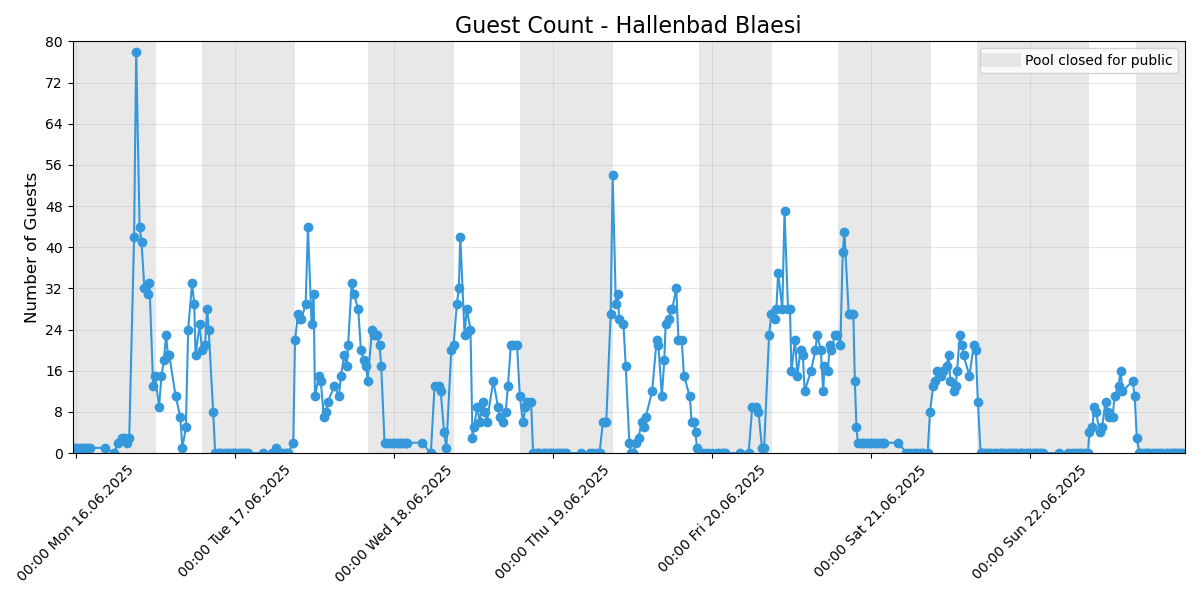 Guest Count - Hallenbad Blaesi
Pool closed for public
Number of Guests
80
72
64
56
48
40
32
24
16
8
0
00:00 Mon 16.06.2025
00:00 Tue 17.06.2025
00:00 Wed 18.06.2025
00:00 Thu 19.06.2025
00:00 Fri 20.06.2025
00:00 Sat 21.06.2025
00:00 Sun 22.06.2025